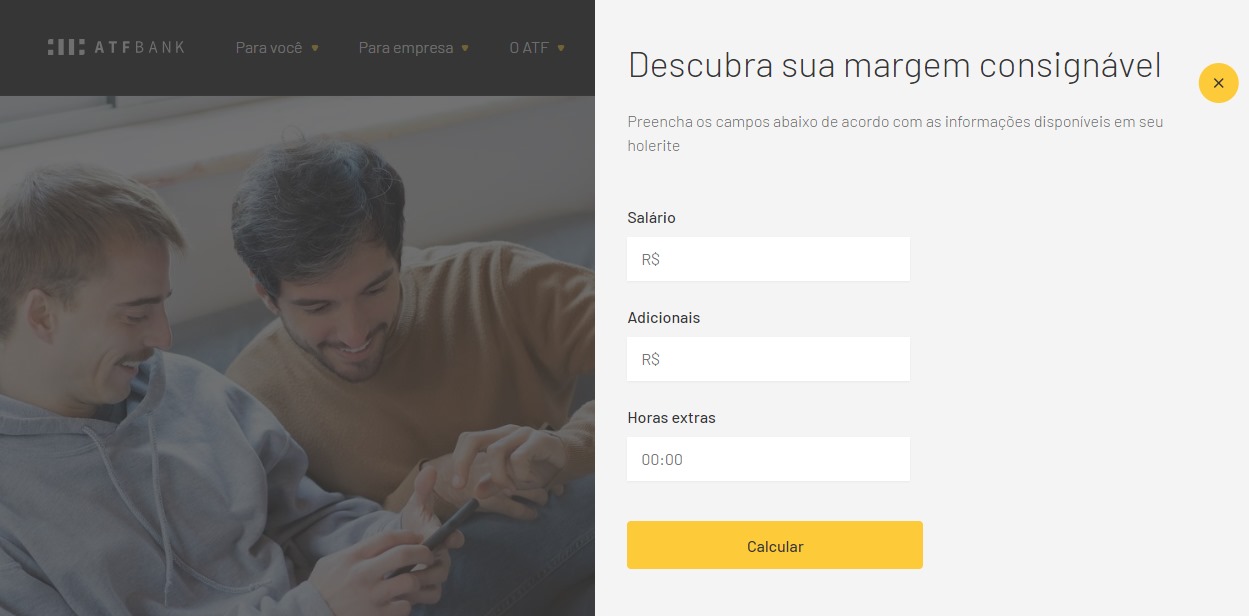 ATFBANK
Para você
Para empresa
O ATF
Descubra sua margem consignável
Preencha os campos abaixo de acordo com as informações disponíveis em seu
holerite
Salário
R$
Adicionais
R$
Horas extras
00:00
Calcular